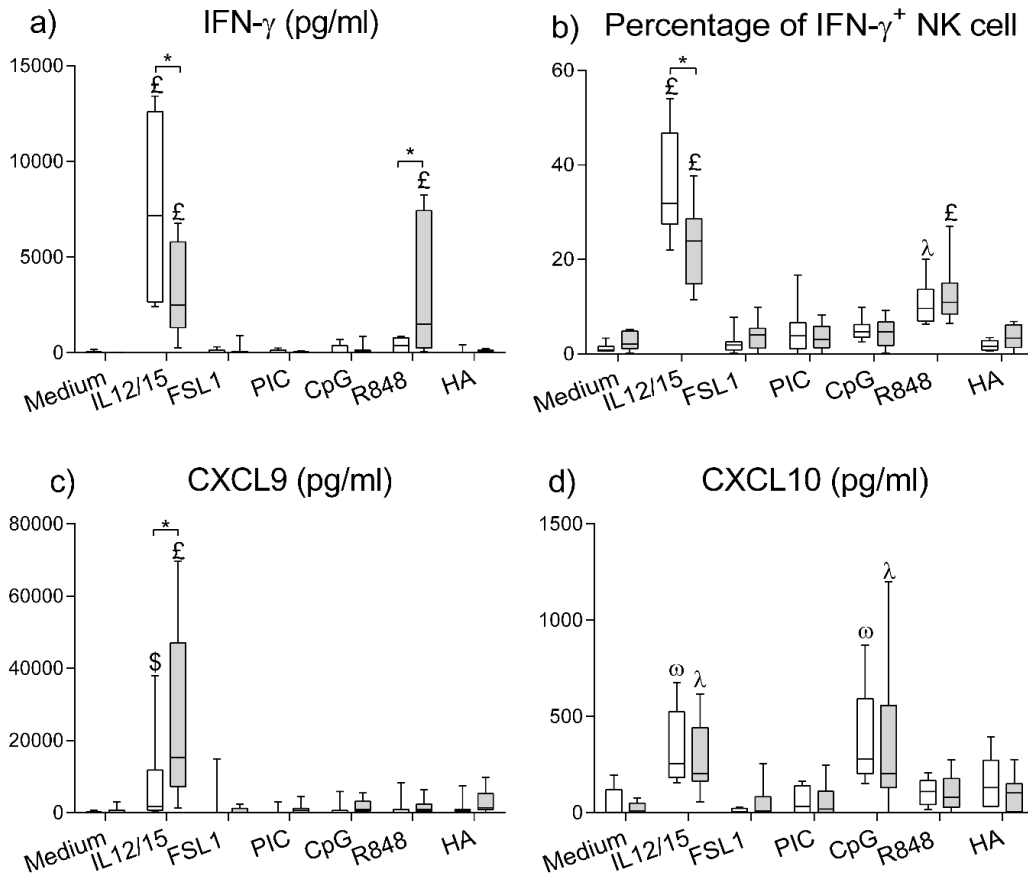 a) IFN-γ (pg/ml)
15000
10000
5000
0
* £ £ * £
Medium IL12/15 FSL1 PIC CpG R848 HA
b) Percentage of IFN-γ⁺ NK cell
60
40
20
0
* £ £ λ £
Medium IL12/15 FSL1 PIC CpG R848 HA
c) CXCL9 (pg/ml)
80000
60000
40000
20000
0
* $ £
Medium IL12/15 FSL1 PIC CpG R848 HA
d) CXCL10 (pg/ml)
1500
1000
500
0
ω λ ω λ
Medium IL12/15 FSL1 PIC CpG R848 HA